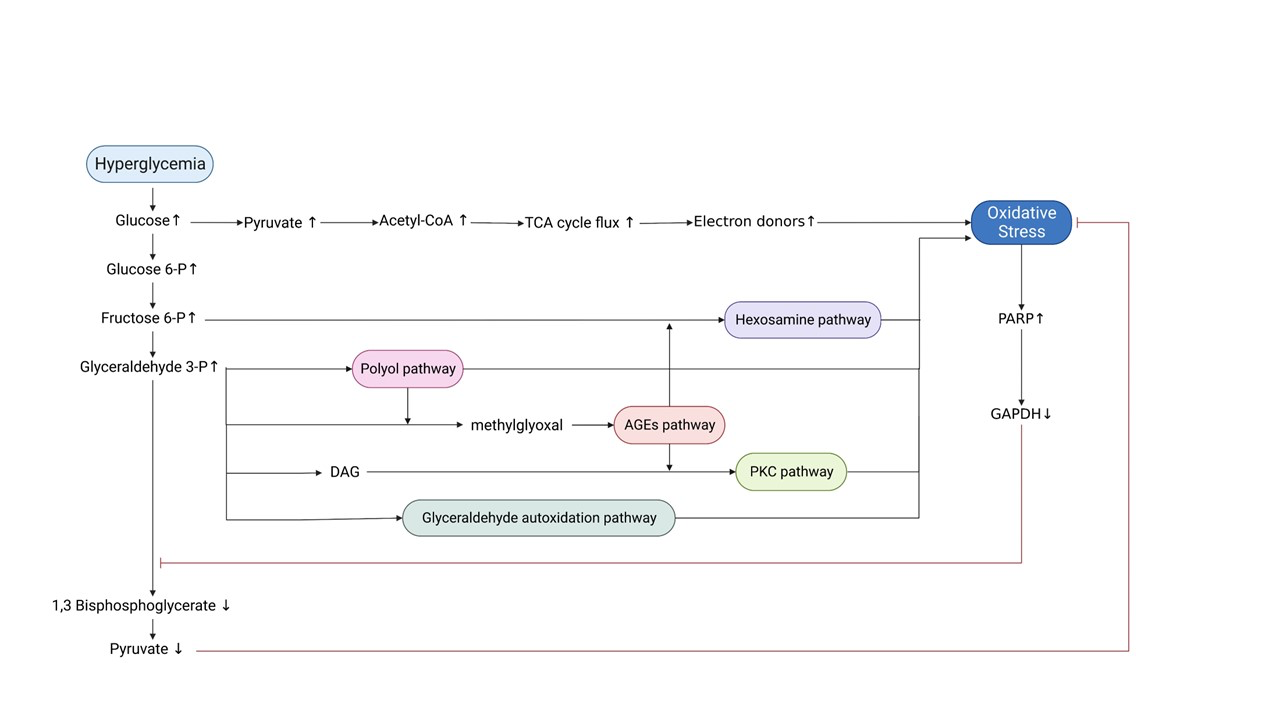 Hyperglycemia
Glucose↑
Pyruvate ↑
Acetyl-CoA ↑
TCA cycle flux ↑
Electron donors↑
Oxidative
Stress
Glucose 6-P↑
Fructose 6-P↑
Hexosamine pathway
PARP↑
Glyceraldehyde 3-P↑
Polyol pathway
GAPDH↓
methylglyoxal
AGEs pathway
DAG
PKC pathway
Glyceraldehyde autoxidation pathway
1,3 Bisphosphoglycerate ↓
Pyruvate ↓